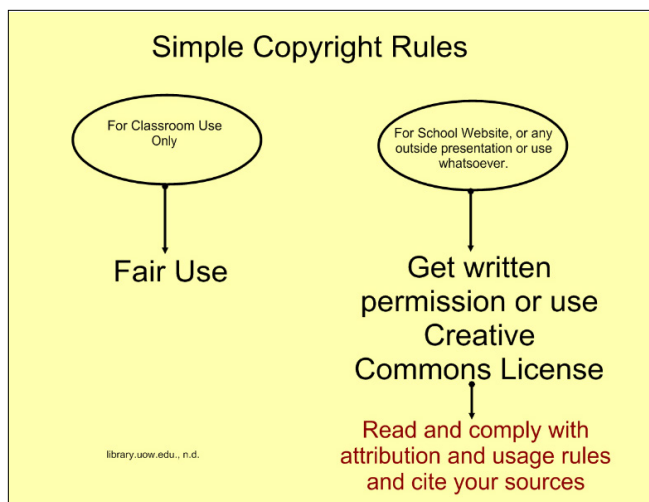 Simple Copyright Rules
For Classroom Use
Only
Fair Use
For School Website, or any
outside presentation or use
whatsoever.
Get written
permission or use
Creative
Commons License
Read and comply with
attribution and usage rules
and cite your sources
library.uow.edu., n.d.